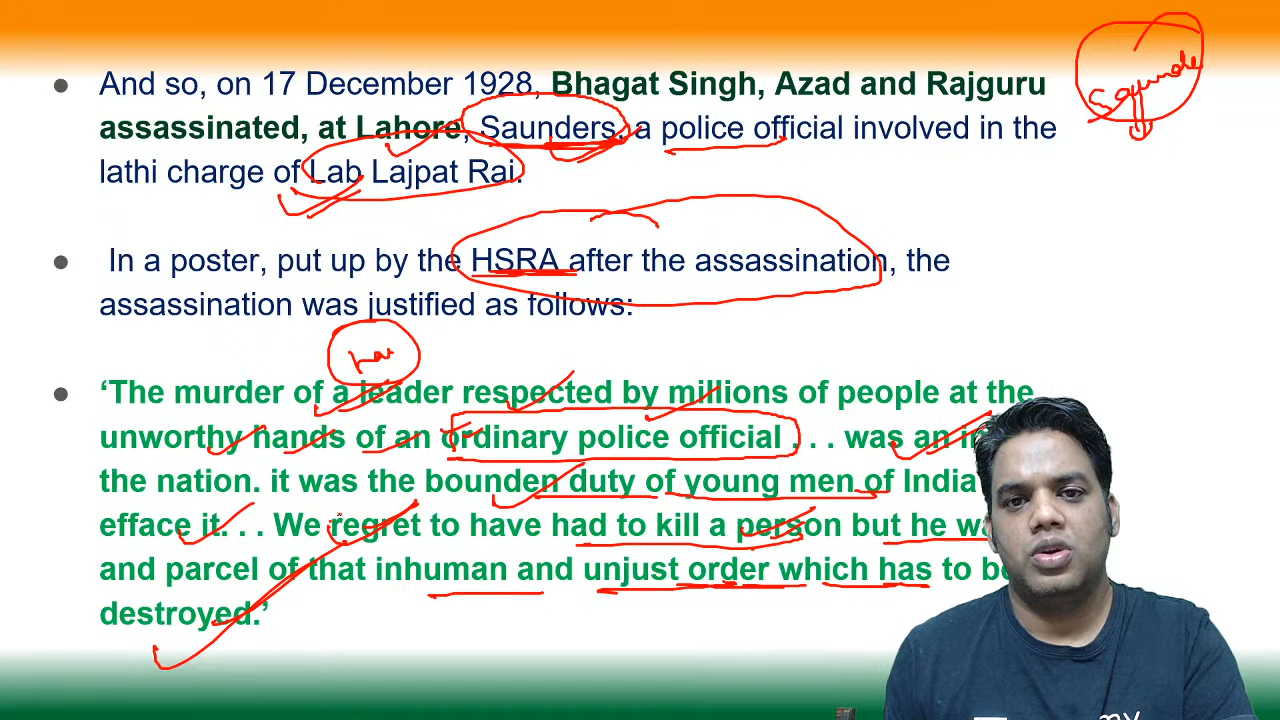 And so, on 17 December 1928, Bhagat Singh, Azad and Rajguru
assassinated, at Lahore, Saunders, a police official involved in the
lathi charge of Lab Lajpat Rai.
In a poster, put up by the HSRA after the assassination, the
assassination was justified as follows:
‘The murder of a leader respected by millions of people at the
unworthy hands of an ordinary police official . . . was an
the nation. it was the bounden duty of young men of India
efface it. . . We regret to have had to kill a person but he
and parcel of that inhuman and unjust order which has to
destroyed.’